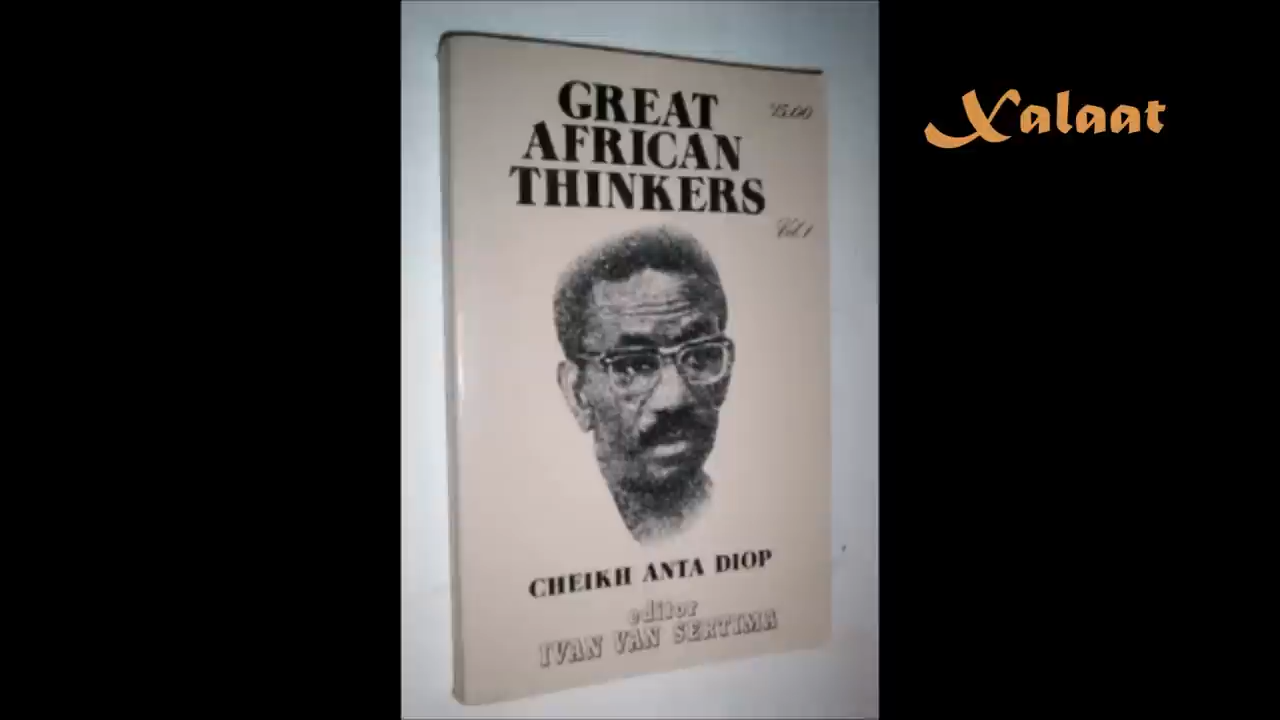 GREAT
AFRICAN
THINKERS
Vol. 1
CHEIKH ANTA DIOP
editor
IVAN VAN SERTIMA
Xalaat